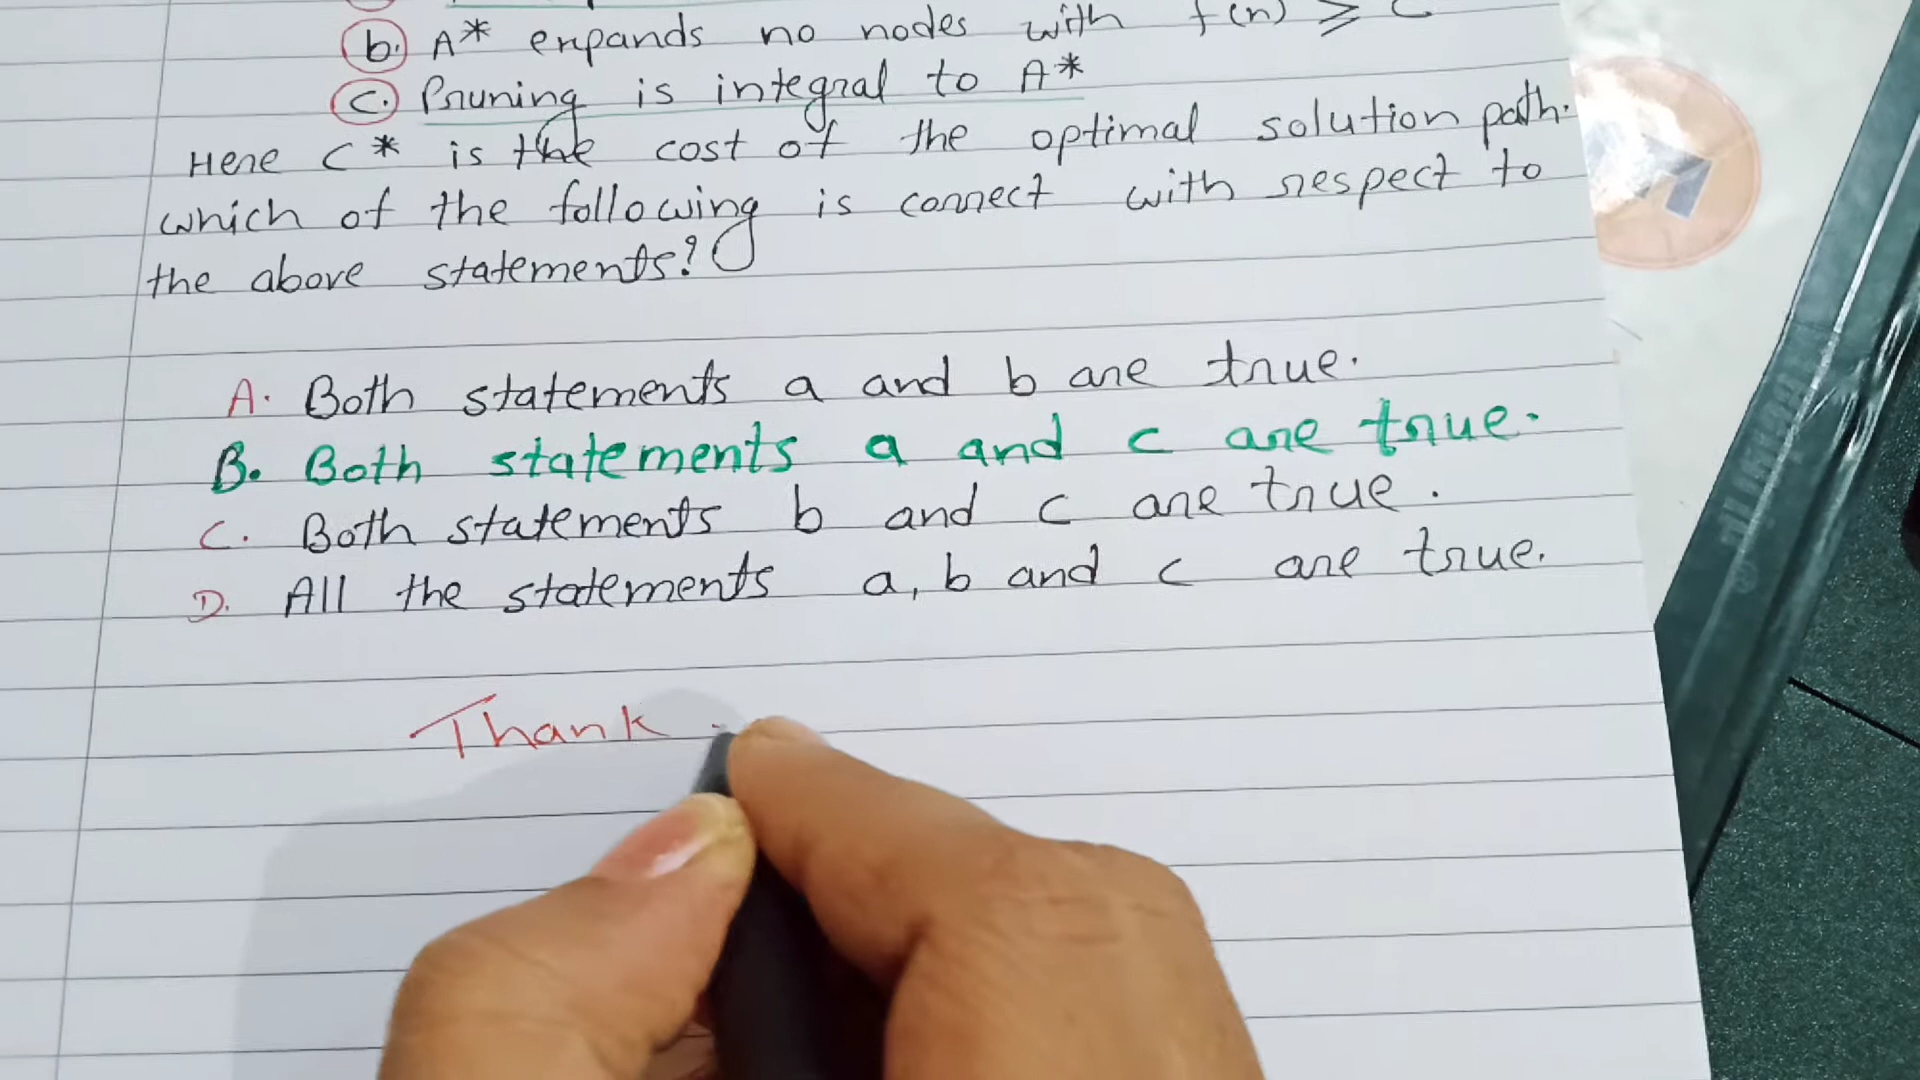 b. A* expands no nodes with f(n) ≥ C
c. Pruning is integral to A*
Here C* is the cost of the optimal solution path.
which of the following is correct with respect to
the above statements?
A. Both statements a and b are true.
B. Both statements a and c are true.
C. Both statements b and c are true.
D. All the statements a, b and c are true.
Thank